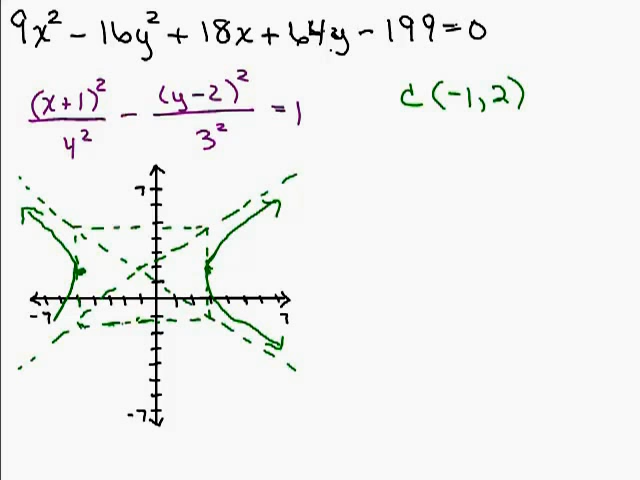 9x² - 16y² + 18x + 64y - 199 = 0
(x+1)²/4² - (y-2)²/3² = 1
C (-1, 2)
7
-7 7
-7